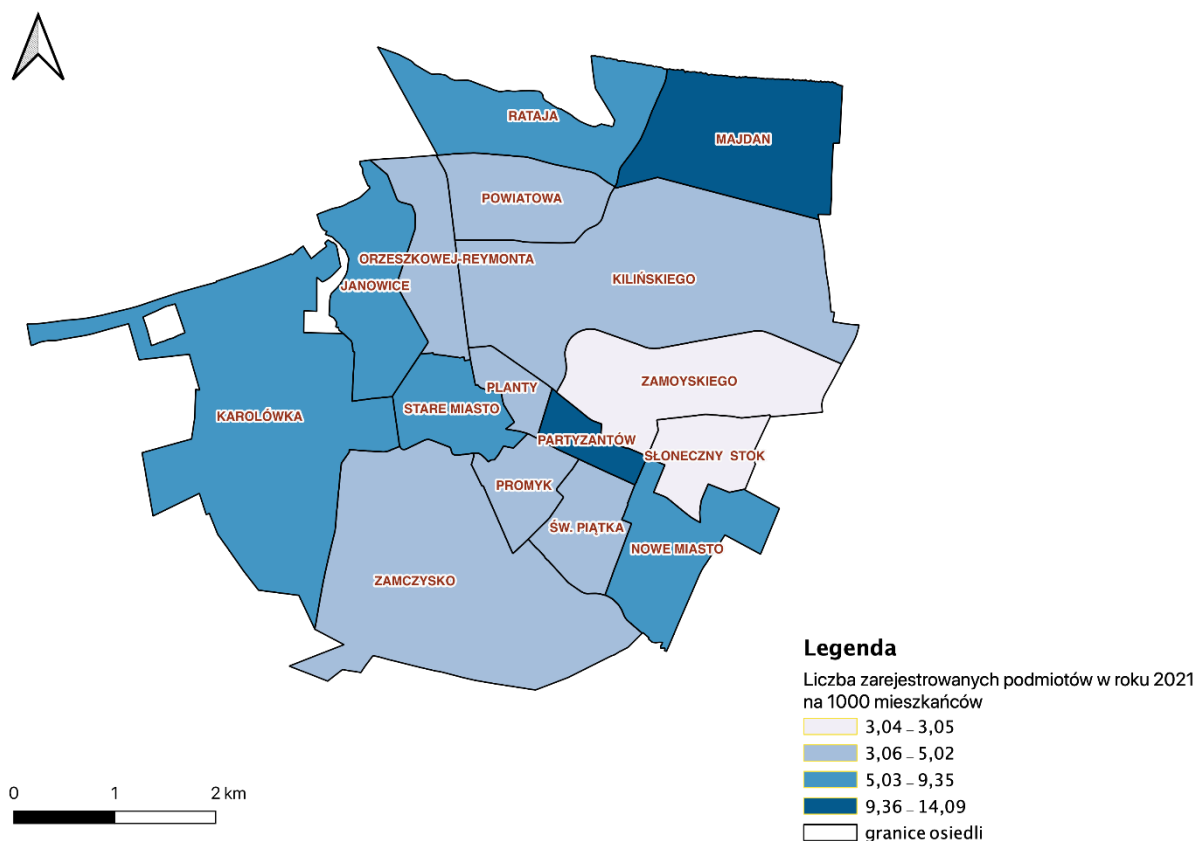 RATAJA
MAJDAN
POWIATOWA
ORZESZKOWEJ-REYMONTA
KILIŃSKIEGO
JANOWICE
ZAMOYSKIEGO
PLANTY
KAROLÓWKA
STARE MIASTO
PARTYZANTÓW
SŁONECZNY STOK
PROMYK
ŚW. PIĄTKA
NOWE MIASTO
ZAMCZYSKO
Legenda
Liczba zarejestrowanych podmiotów w roku 2021
na 1000 mieszkańców
3,04 – 3,05
3,06 – 5,02
5,03 – 9,35
9,36 – 14,09
granice osiedli
0 1 2 km